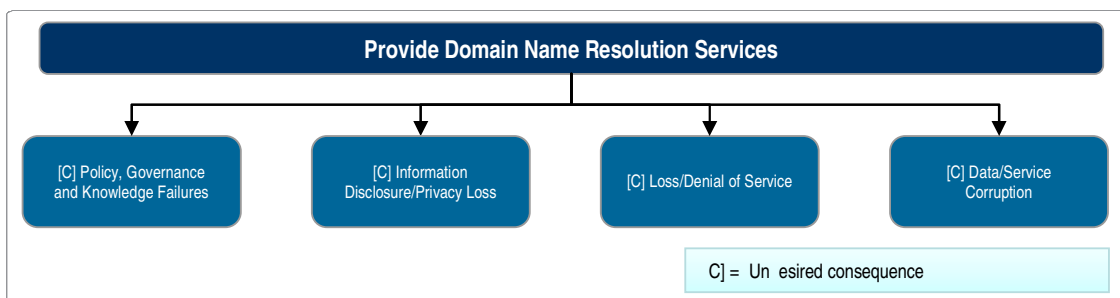 Provide Domain Name Resolution Services
[C] Policy, Governance
and Knowledge Failures
[C] Information
Disclosure/Privacy Loss
[C] Loss/Denial of Service
[C] Data/Service
Corruption
C] = Un esired consequence